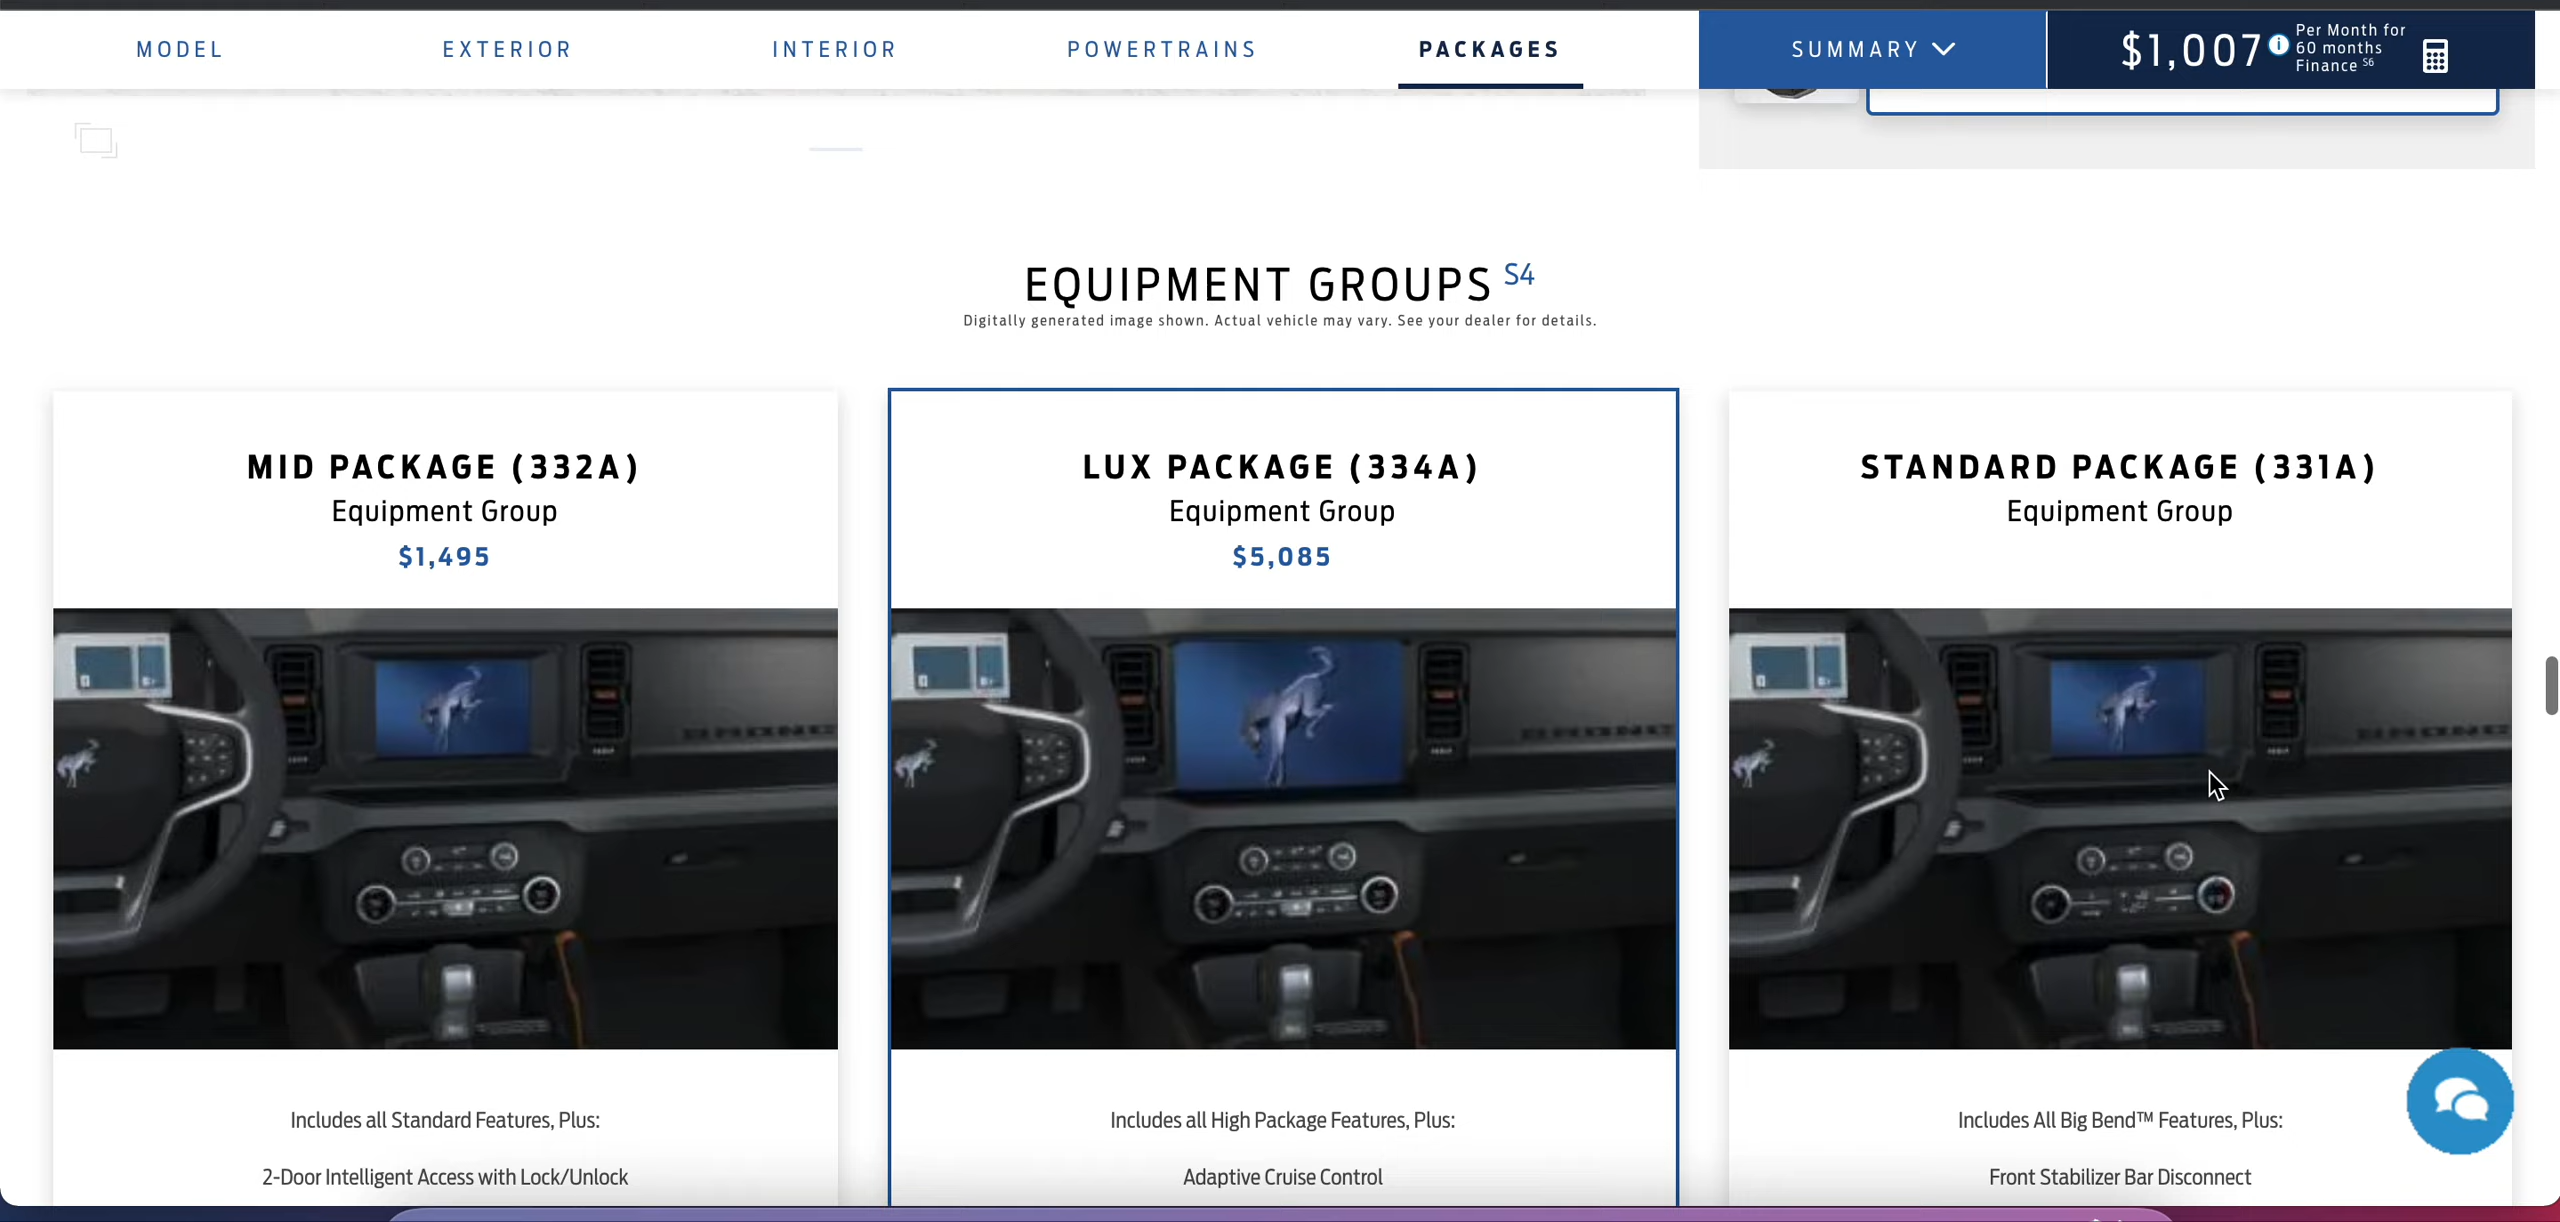 MODEL
EXTERIOR
INTERIOR
POWERTRAINS
PACKAGES
SUMMARY
$1,007
Per Month for
60 months
Finance S6
EQUIPMENT GROUPS S4
Digitally generated image shown. Actual vehicle may vary. See your dealer for details.
MID PACKAGE (332A)
Equipment Group
$1,495
Includes all Standard Features, Plus:
2-Door Intelligent Access with Lock/Unlock
LUX PACKAGE (334A)
Equipment Group
$5,085
Includes all High Package Features, Plus:
Adaptive Cruise Control
STANDARD PACKAGE (331A)
Equipment Group
Includes All Big Bend™ Features, Plus:
Front Stabilizer Bar Disconnect